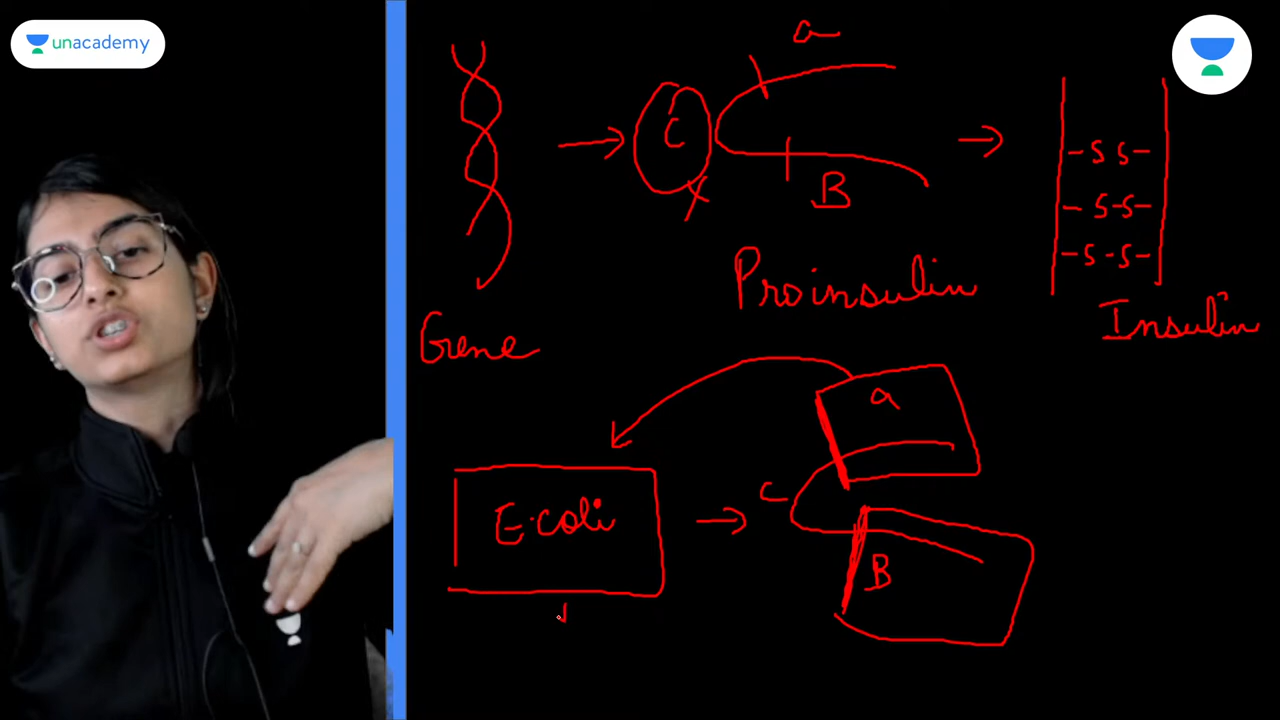 unacademy
a
C
B
-S S-
- S-S-
-S-S-
Proinsulin
Insulin
Gene
a
E.coli
C
B